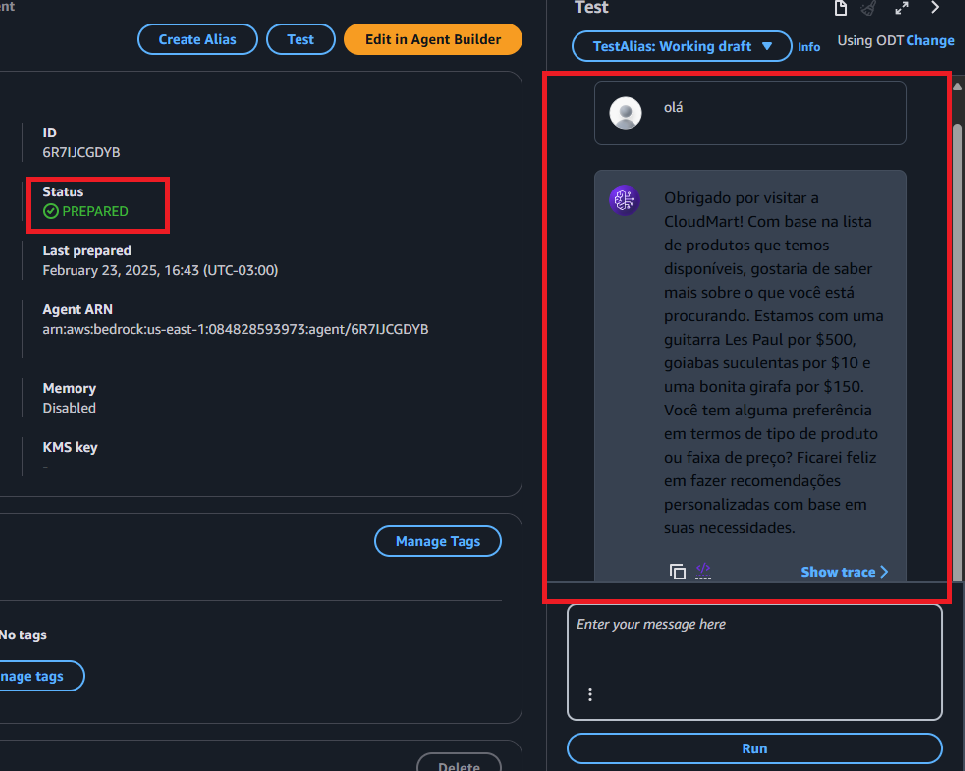 ent
Create Alias
Test
Edit in Agent Builder
ID
6R7IJCGDYB
Status
PREPARED
Last prepared
February 23, 2025, 16:43 (UTC-03:00)
Agent ARN
arn:aws:bedrock:us-east-1:084828593973:agent/6R7IJCGDYB
Memory
Disabled
KMS key
-
Manage Tags
No tags
nage tags
Delete
Test
TestAlias: Working draft
Info
Using ODT Change
olá
Obrigado por visitar a
CloudMart! Com base na lista
de produtos que temos
disponíveis, gostaria de saber
mais sobre o que você está
procurando. Estamos com uma
guitarra Les Paul por $500,
goiabas suculentas por $10 e
uma bonita girafa por $150.
Você tem alguma preferência
em termos de tipo de produto
ou faixa de preço? Ficarei feliz
em fazer recomendações
personalizadas com base em
suas necessidades.
Show trace
Enter your message here
Run